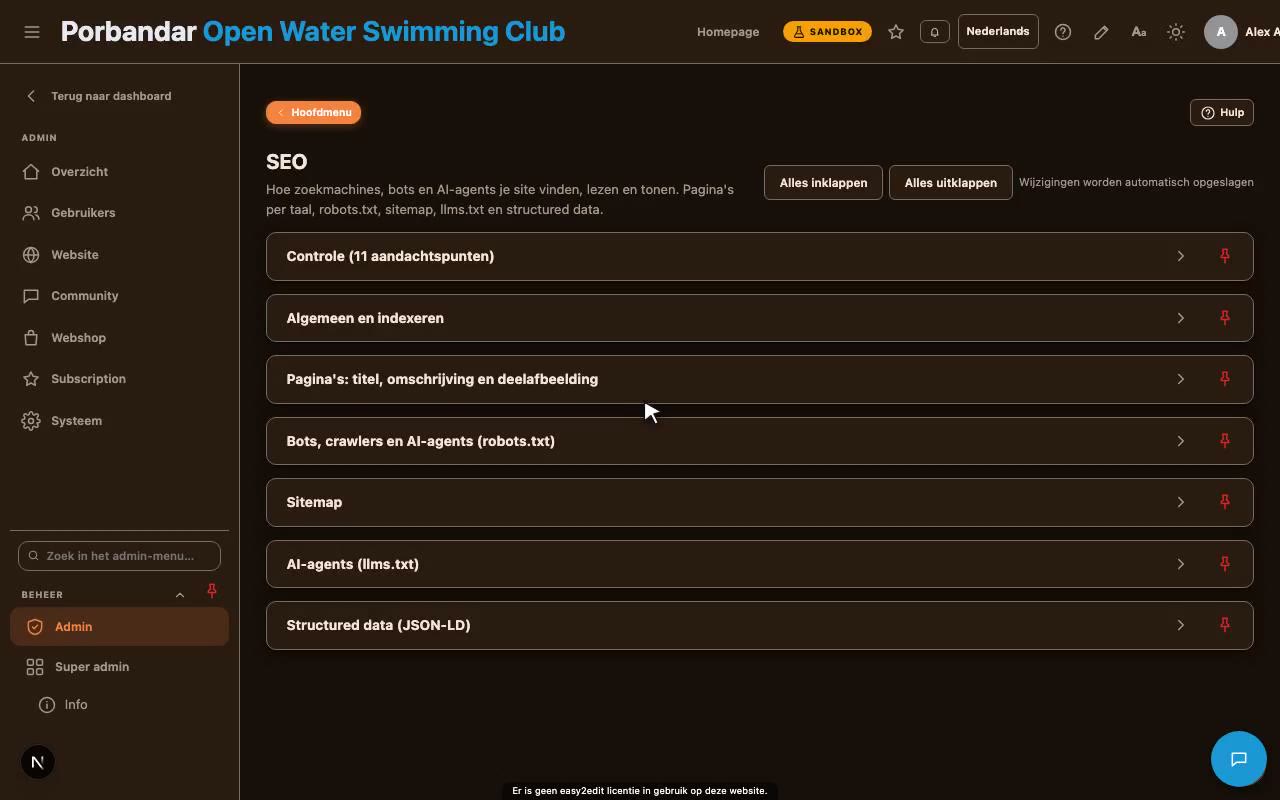 Porbandar Open Water Swimming Club
Homepage
SANDBOX
Nederlands
Aa
A
Alex A
Terug naar dashboard
ADMIN
Overzicht
Gebruikers
Website
Community
Webshop
Subscription
Systeem
Zoek in het admin-menu...
BEHEER
Admin
Super admin
Info
N
Hoofdmenu
Hulp
SEO
Hoe zoekmachines, bots en AI-agents je site vinden, lezen en tonen. Pagina's
per taal, robots.txt, sitemap, llms.txt en structured data.
Alles inklappen
Alles uitklappen
Wijzigingen worden automatisch opgeslagen
Controle (11 aandachtspunten)
Algemeen en indexeren
Pagina's: titel, omschrijving en deelafbeelding
Bots, crawlers en AI-agents (robots.txt)
Sitemap
AI-agents (llms.txt)
Structured data (JSON-LD)
Er is geen easy2edit licentie in gebruik op deze website.